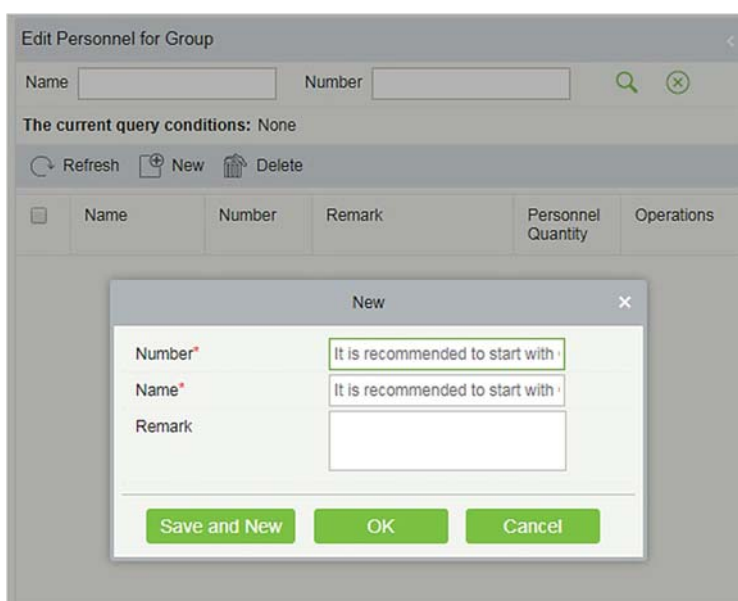 Edit Personnel for Group
Name Number
The current query conditions: None
Refresh New Delete
Name Number Remark Personnel Quantity Operations
New
Number*
It is recommended to start with
Name*
It is recommended to start with
Remark
Save and New OK Cancel